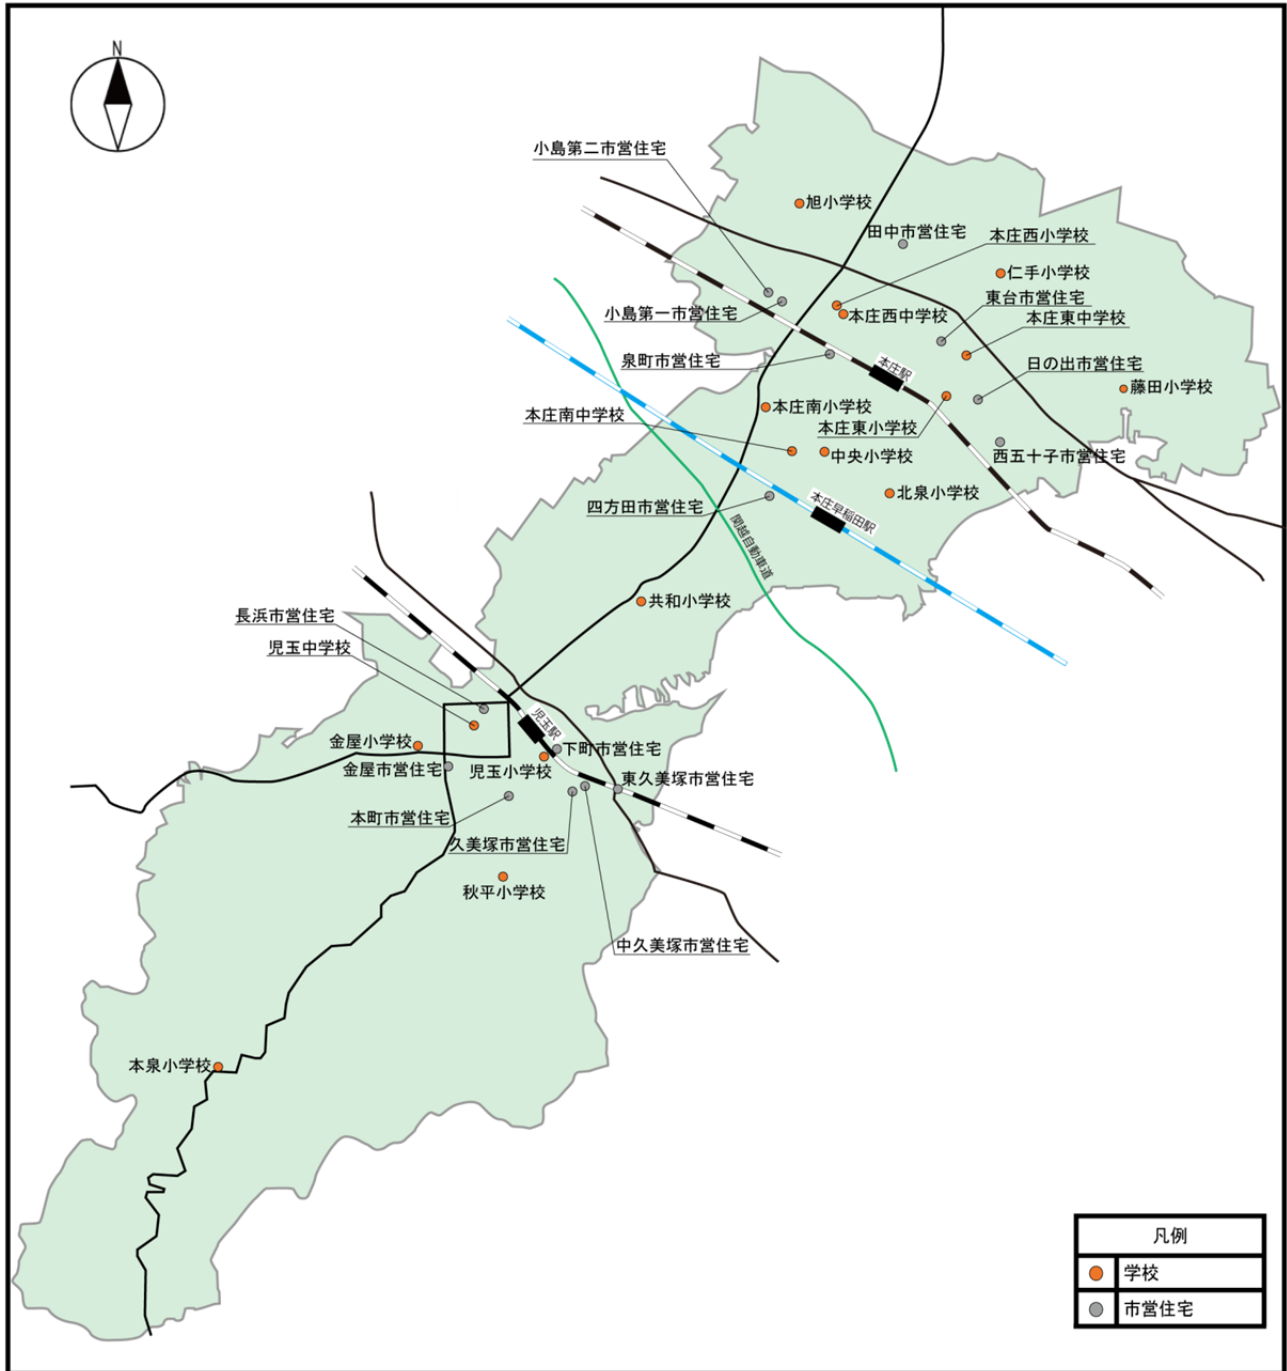 N
小島第二市営住宅
旭小学校
田中市営住宅
本庄西小学校
仁手小学校
東台市営住宅
小島第一市営住宅
本庄西中学校
本庄東中学校
泉町市営住宅
本庄駅
日の出市営住宅
藤田小学校
本庄南小学校
本庄南中学校
本庄東小学校
中央小学校
西五十子市営住宅
北泉小学校
四方田市営住宅
本庄早稲田駅
関越自動車道
共和小学校
長浜市営住宅
児玉中学校
児玉駅
金屋小学校
下町市営住宅
金屋市営住宅
児玉小学校
東久美塚市営住宅
本町市営住宅
久美塚市営住宅
秋平小学校
中久美塚市営住宅
本泉小学校
凡例
学校
市営住宅